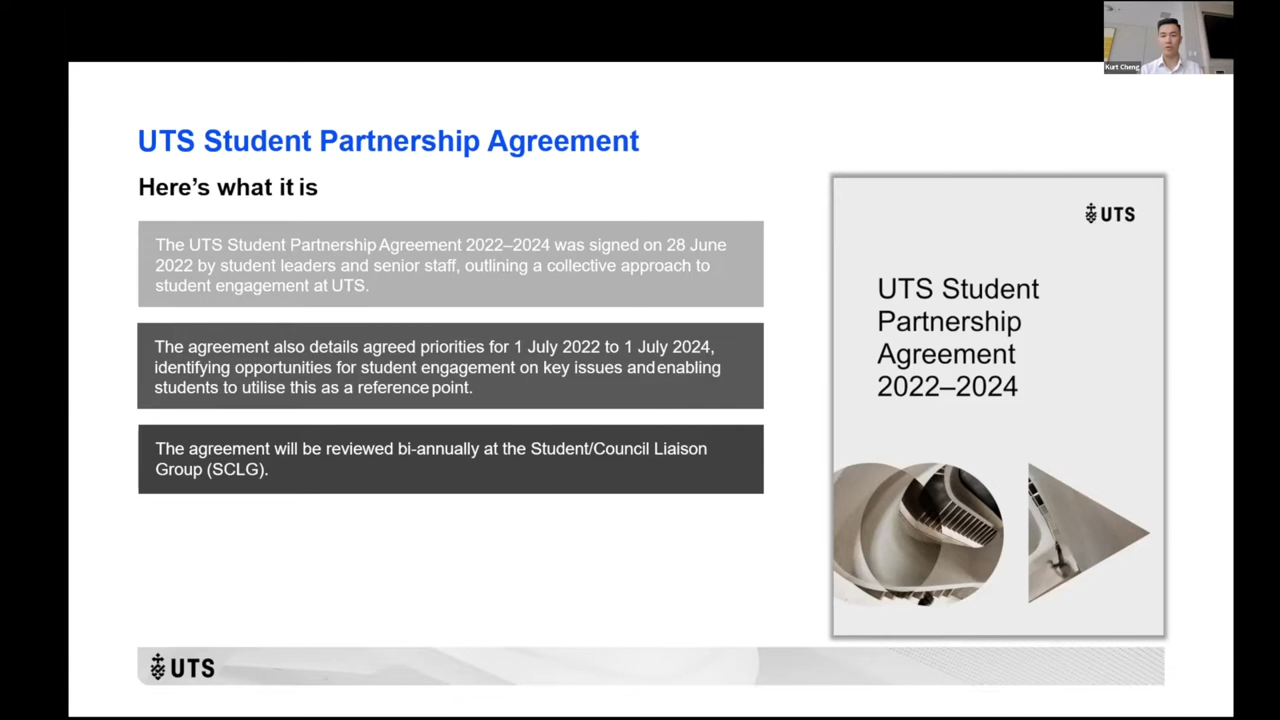 Kurt Cheng
UTS Student Partnership Agreement
Here's what it is
The UTS Student Partnership Agreement 2022–2024 was signed on 28 June
2022 by student leaders and senior staff, outlining a collective approach to
student engagement at UTS.
The agreement also details agreed priorities for 1 July 2022 to 1 July 2024,
identifying opportunities for student engagement on key issues and enabling
students to utilise this as a reference point.
The agreement will be reviewed bi-annually at the Student/Council Liaison
Group (SCLG).
UTS
UTS Student
Partnership
Agreement
2022–2024
UTS